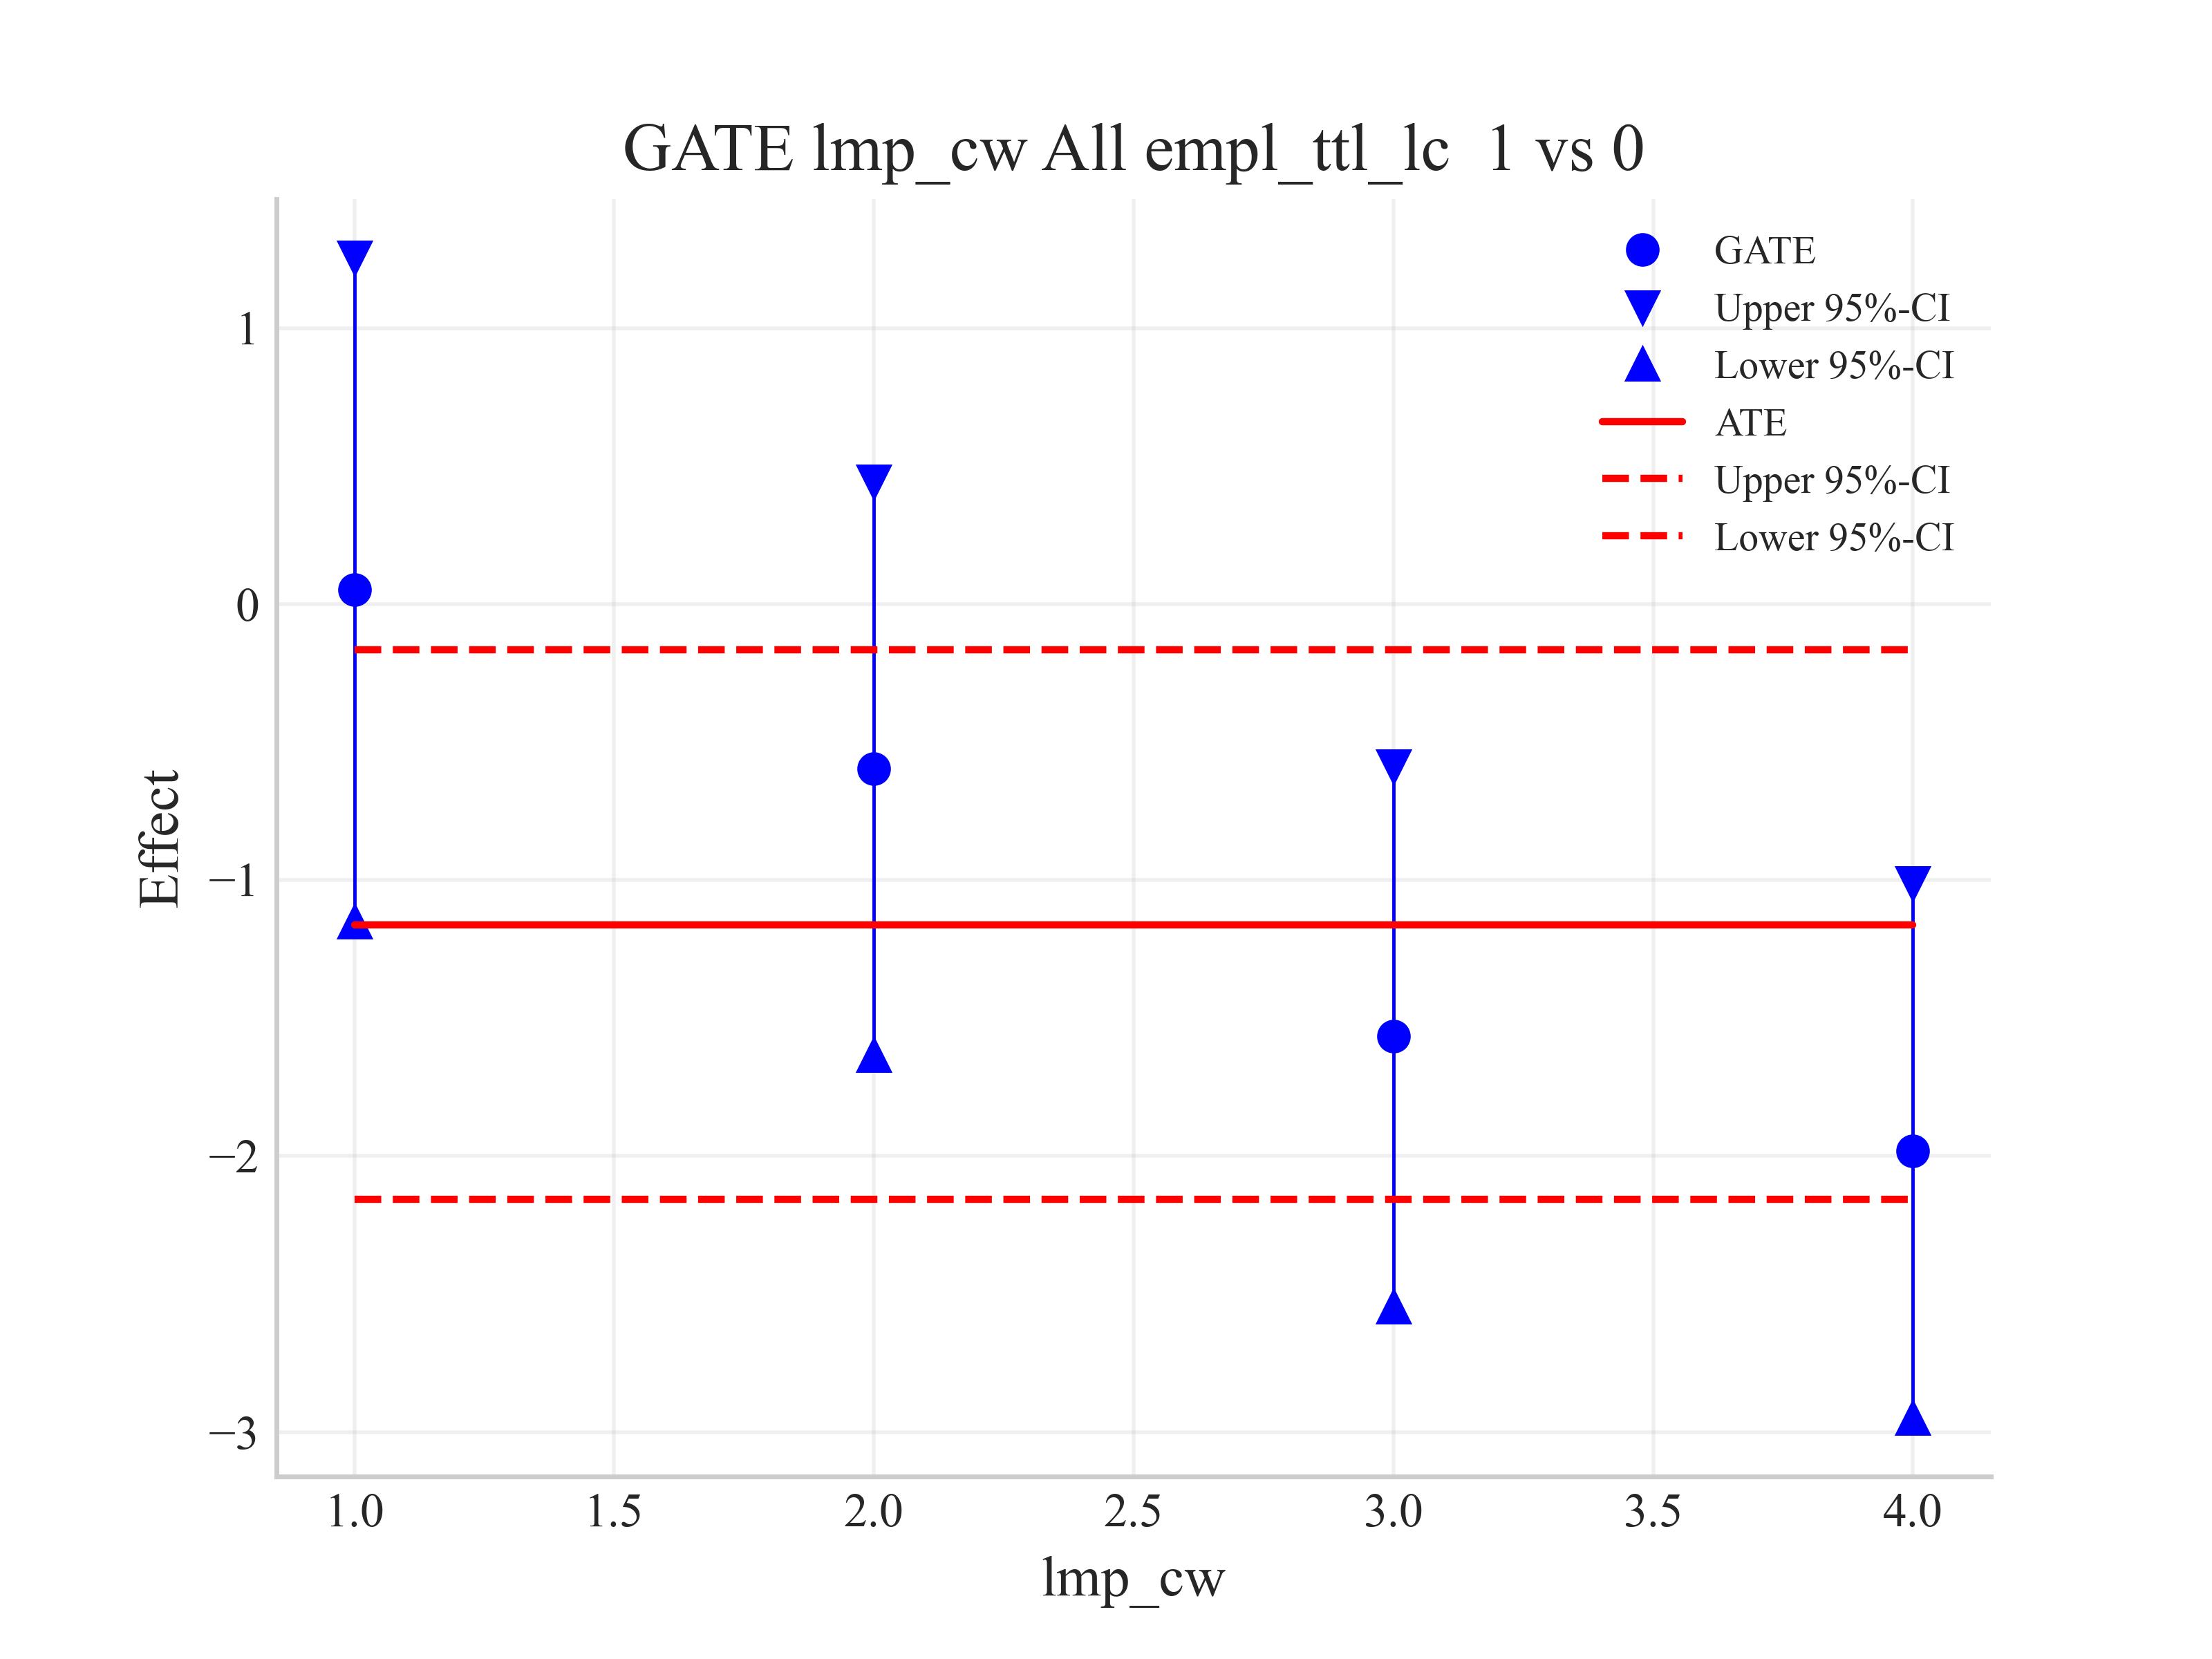 GATE lmp_cw All empl_ttl_lc  1 vs 0
GATE
Upper 95%-CI
Lower 95%-CI
ATE
Upper 95%-CI
Lower 95%-CI
Effect
1
0
−1
−2
−3
1.0 1.5 2.0 2.5 3.0 3.5 4.0
lmp_cw